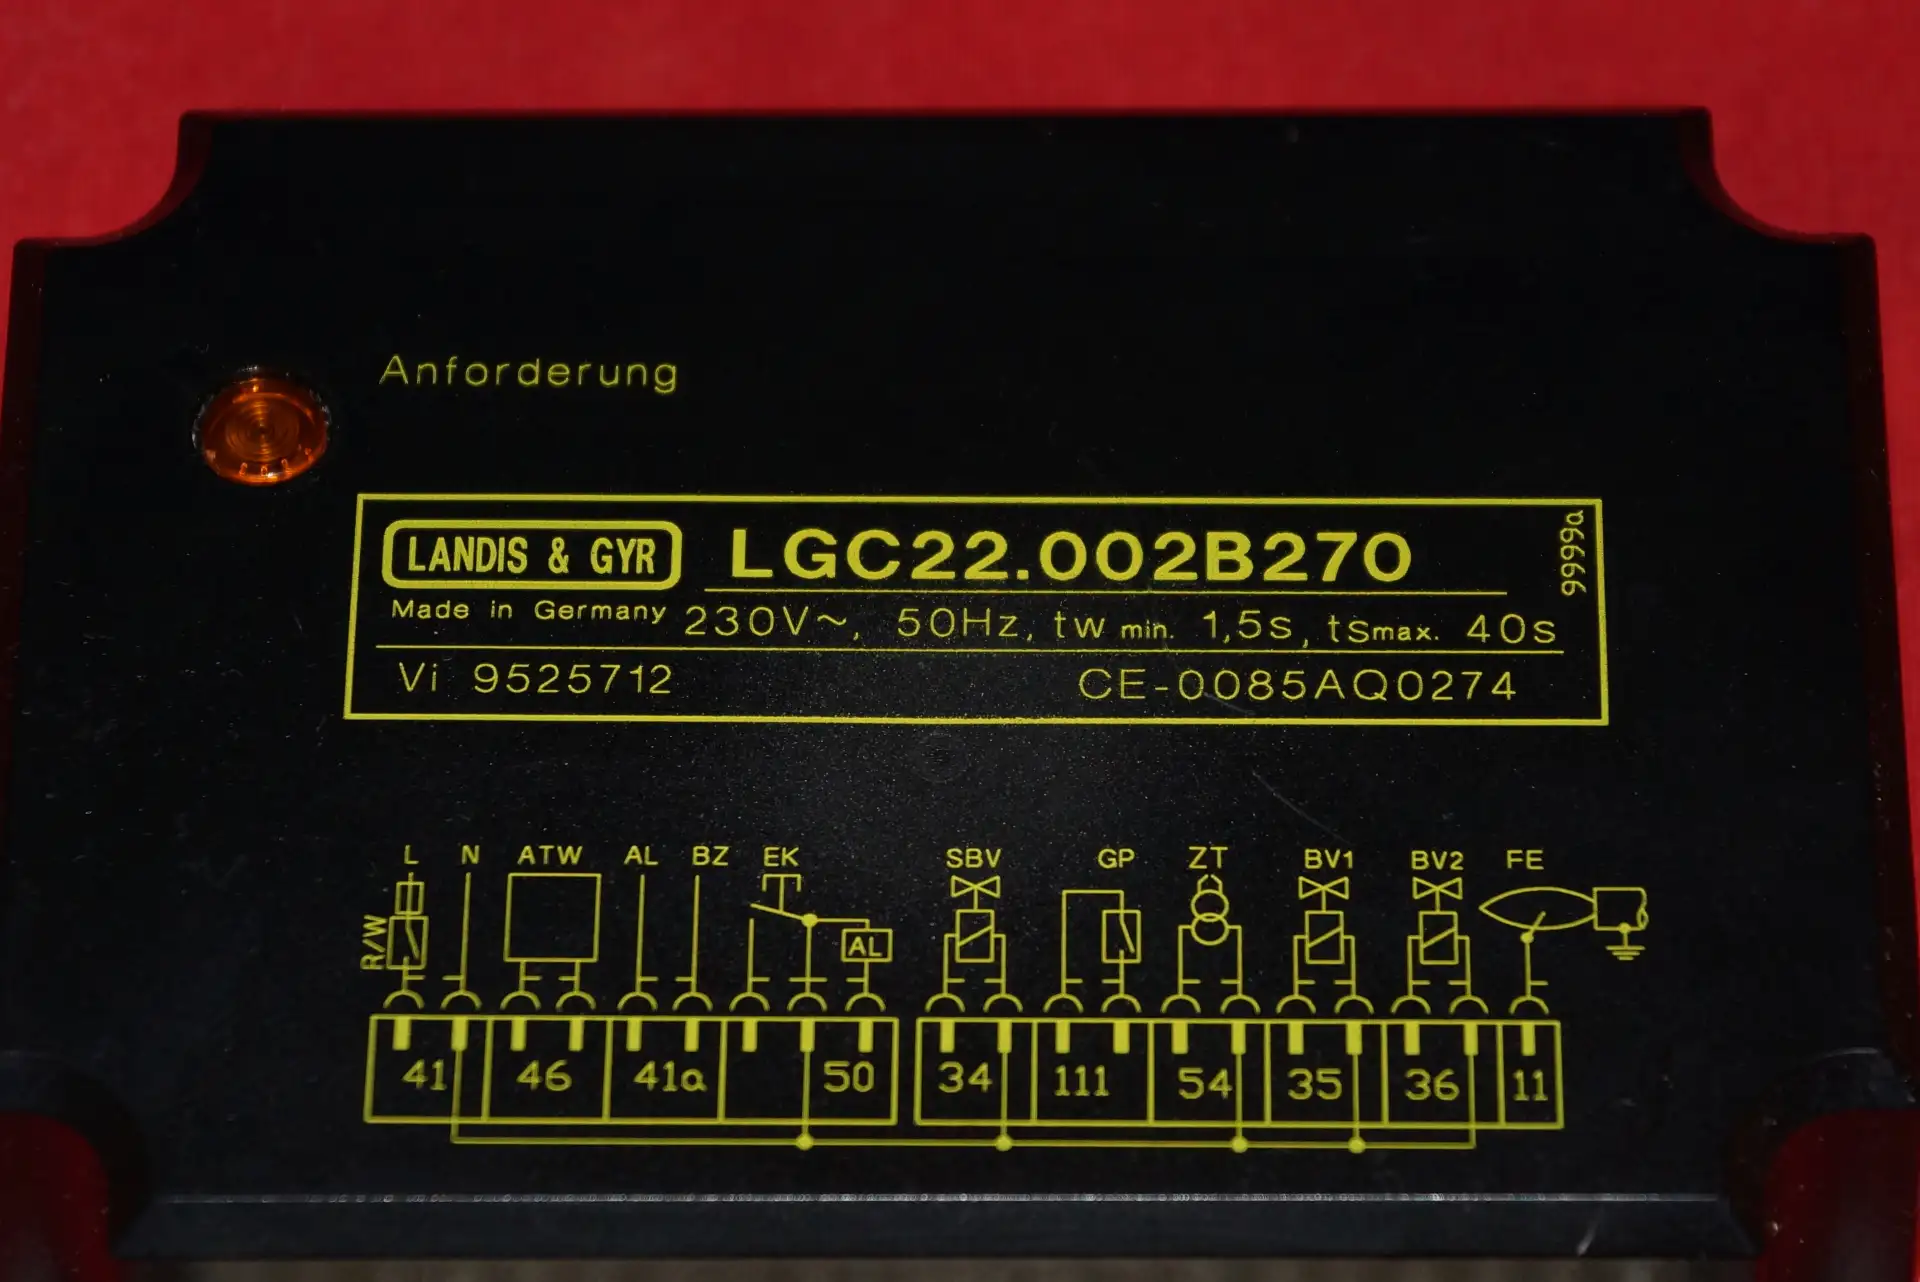 Anforderung
LANDIS & GYR LGC22.002B270
9999a
Made in Germany 230V~, 50Hz, tw min. 1,5s, tsmax. 40s
Vi 9525712 CE-0085AQ0274
L N ATW AL BZ EK SBV GP ZT BV1 BV2 FE
R/W
AL
41 46 41a 50 34 111 54 35 36 11